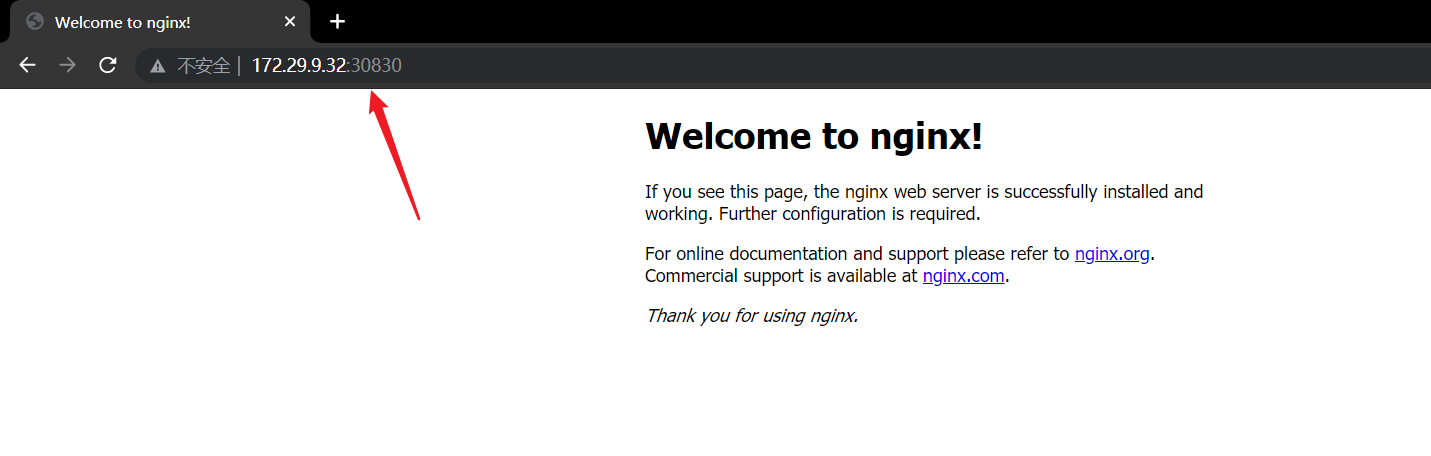 Welcome to nginx!
不安全 | 172.29.9.32:30830
Welcome to nginx!
If you see this page, the nginx web server is successfully installed and
working. Further configuration is required.
For online documentation and support please refer to nginx.org.
Commercial support is available at nginx.com.
Thank you for using nginx.